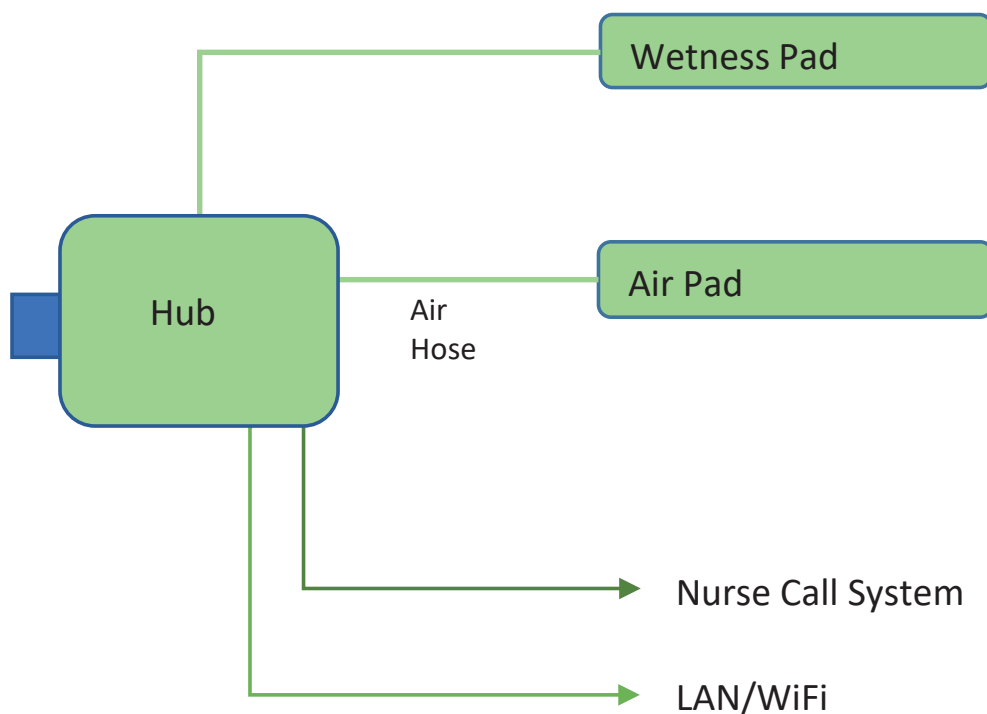 Wetness Pad
Hub
Air Pad
Air
Hose
Nurse Call System
LAN/WiFi